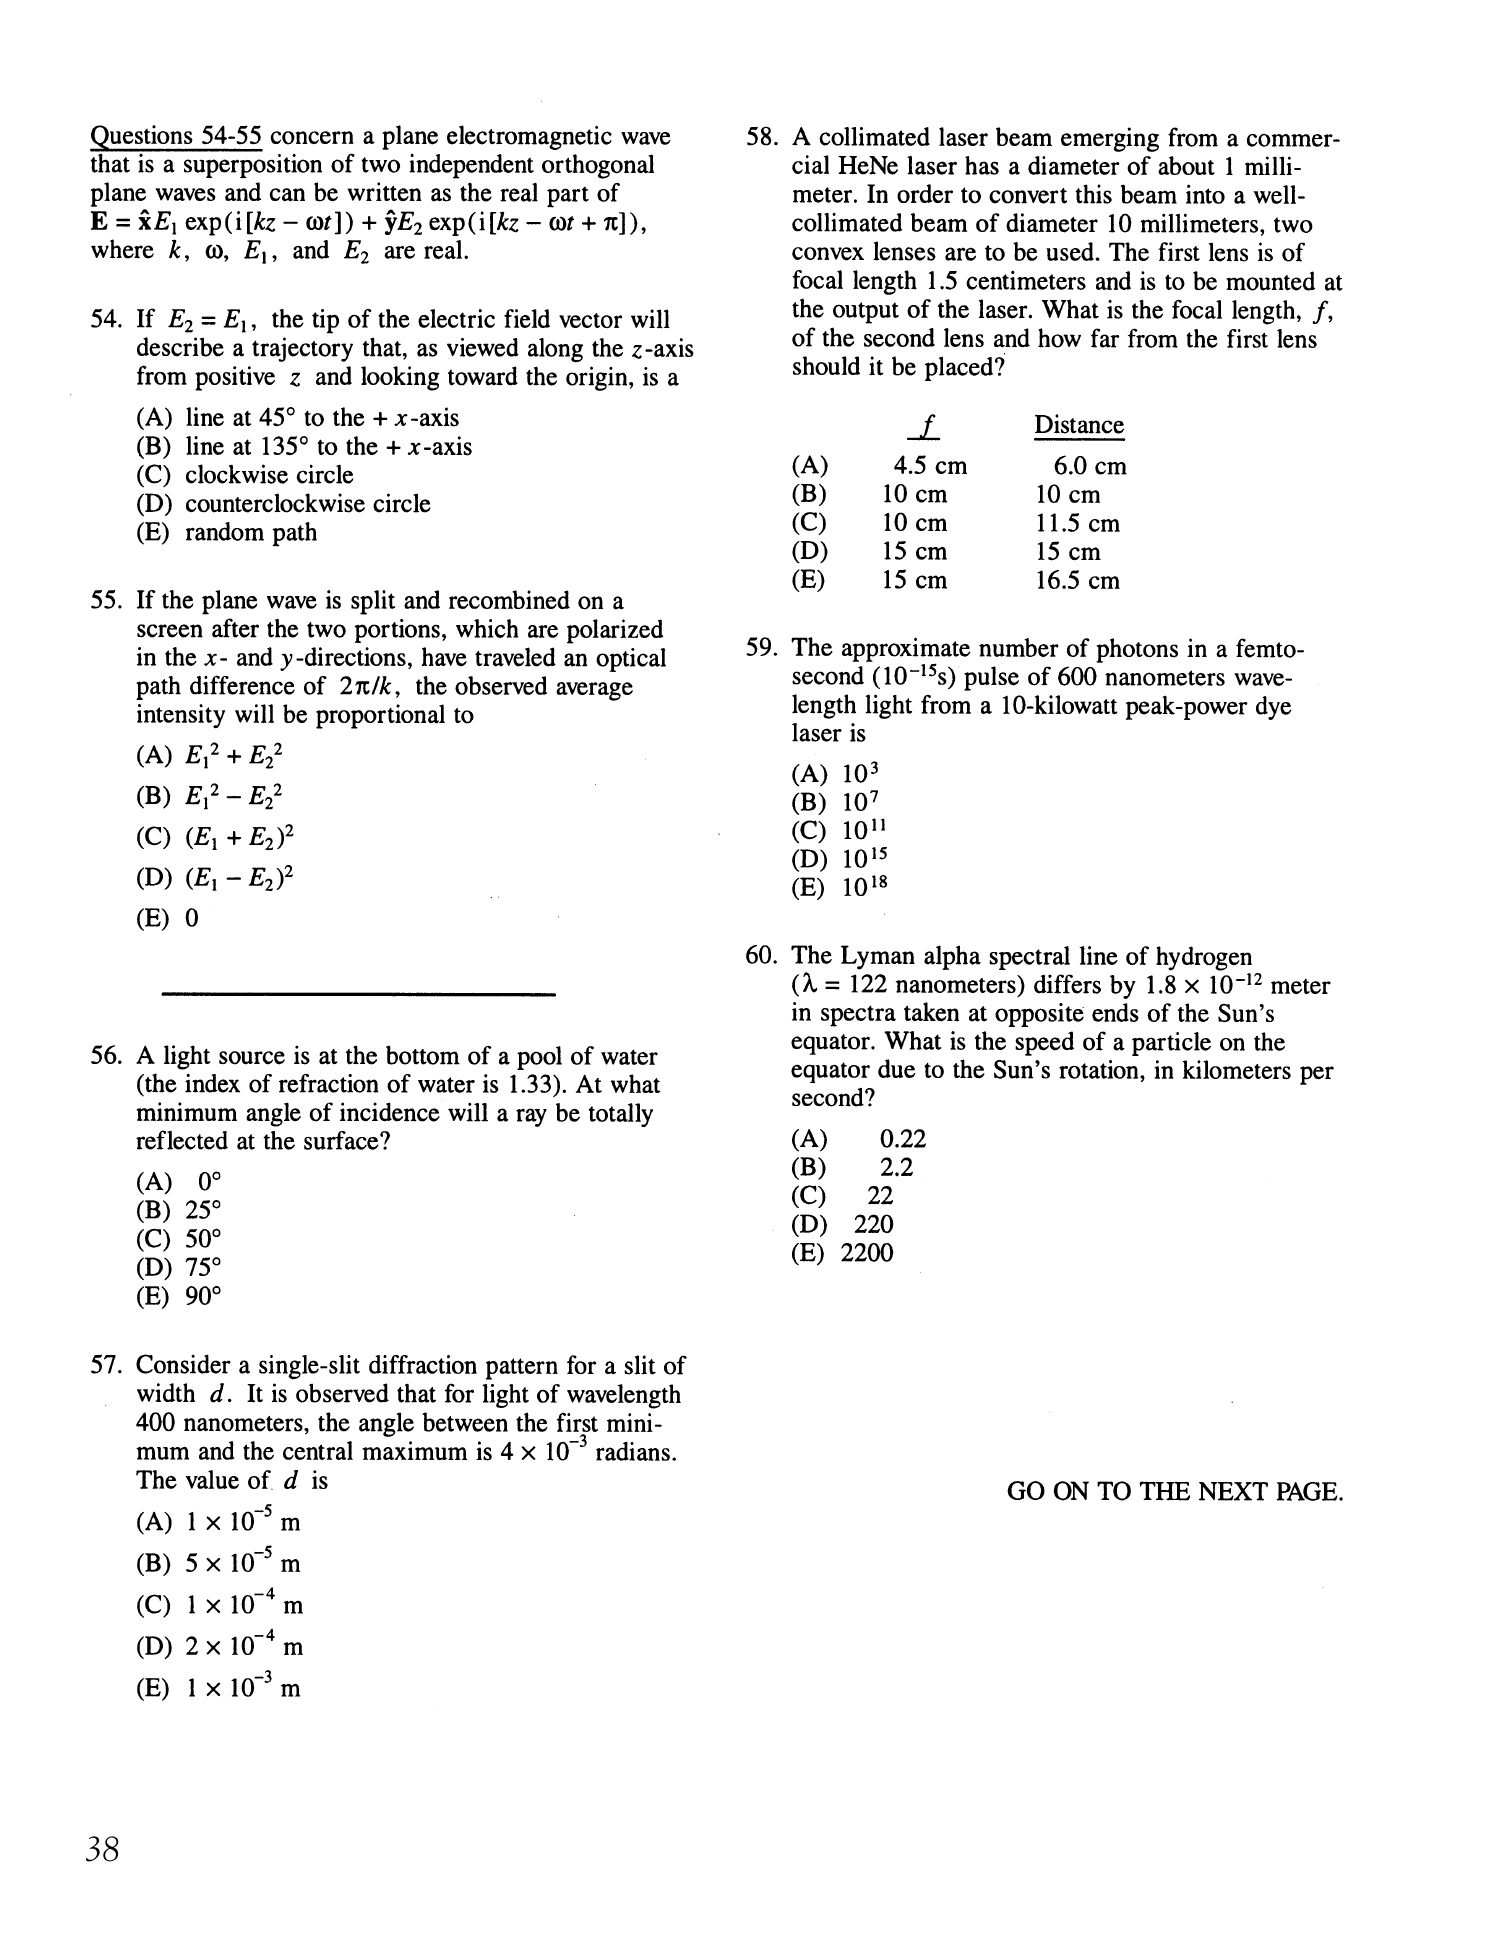 Questions 54-55 concern a plane electromagnetic wave
that is a superposition of two independent orthogonal
plane waves and can be written as the real part of
E = x̂E₁ exp(i[kz − ωt]) + ŷE₂ exp(i[kz − ωt + π]),
where k, ω, E₁, and E₂ are real.
54. If E₂ = E₁, the tip of the electric field vector will
describe a trajectory that, as viewed along the z-axis
from positive z and looking toward the origin, is a
(A) line at 45° to the + x-axis
(B) line at 135° to the + x-axis
(C) clockwise circle
(D) counterclockwise circle
(E) random path
55. If the plane wave is split and recombined on a
screen after the two portions, which are polarized
in the x- and y-directions, have traveled an optical
path difference of 2π/k, the observed average
intensity will be proportional to
(A) E₁² + E₂²
(B) E₁² − E₂²
(C) (E₁ + E₂)²
(D) (E₁ − E₂)²
(E) 0
56. A light source is at the bottom of a pool of water
(the index of refraction of water is 1.33). At what
minimum angle of incidence will a ray be totally
reflected at the surface?
(A) 0°
(B) 25°
(C) 50°
(D) 75°
(E) 90°
57. Consider a single-slit diffraction pattern for a slit of
width d. It is observed that for light of wavelength
400 nanometers, the angle between the first mini-
mum and the central maximum is 4 × 10⁻³ radians.
The value of d is
(A) 1 × 10⁻⁵ m
(B) 5 × 10⁻⁵ m
(C) 1 × 10⁻⁴ m
(D) 2 × 10⁻⁴ m
(E) 1 × 10⁻³ m
58. A collimated laser beam emerging from a commer-
cial HeNe laser has a diameter of about 1 milli-
meter. In order to convert this beam into a well-
collimated beam of diameter 10 millimeters, two
convex lenses are to be used. The first lens is of
focal length 1.5 centimeters and is to be mounted at
the output of the laser. What is the focal length, f,
of the second lens and how far from the first lens
should it be placed?
f Distance
(A) 4.5 cm 6.0 cm
(B) 10 cm 10 cm
(C) 10 cm 11.5 cm
(D) 15 cm 15 cm
(E) 15 cm 16.5 cm
59. The approximate number of photons in a femto-
second (10⁻¹⁵s) pulse of 600 nanometers wave-
length light from a 10-kilowatt peak-power dye
laser is
(A) 10³
(B) 10⁷
(C) 10¹¹
(D) 10¹⁵
(E) 10¹⁸
60. The Lyman alpha spectral line of hydrogen
(λ = 122 nanometers) differs by 1.8 × 10⁻¹² meter
in spectra taken at opposite ends of the Sun's
equator. What is the speed of a particle on the
equator due to the Sun's rotation, in kilometers per
second?
(A) 0.22
(B) 2.2
(C) 22
(D) 220
(E) 2200
GO ON TO THE NEXT PAGE.
38